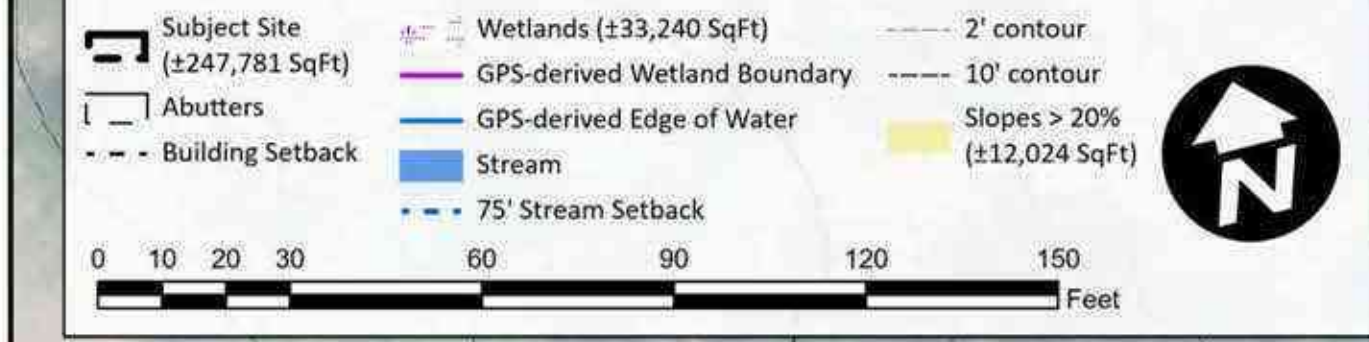 Subject Site
(±247,781 SqFt)
Abutters
Building Setback
Wetlands (±33,240 SqFt)
GPS-derived Wetland Boundary
GPS-derived Edge of Water
Stream
75' Stream Setback
2' contour
10' contour
Slopes > 20%
(±12,024 SqFt)
N
0 10 20 30 60 90 120 150
Feet